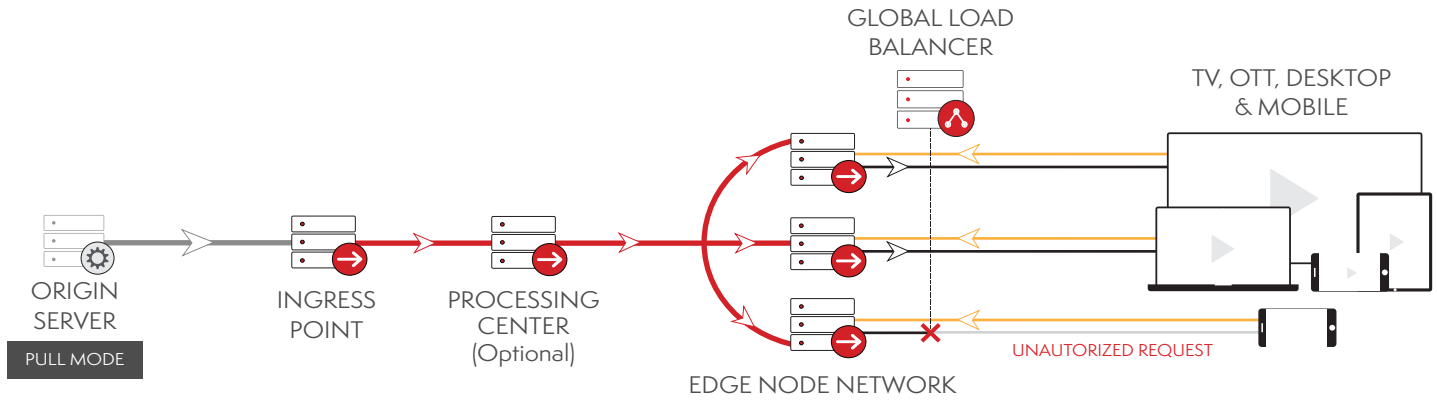 GLOBAL LOAD
BALANCER
TV, OTT, DESKTOP
& MOBILE
ORIGIN
SERVER
PULL MODE
INGRESS
POINT
PROCESSING
CENTER
(Optional)
UNAUTORIZED REQUEST
EDGE NODE NETWORK